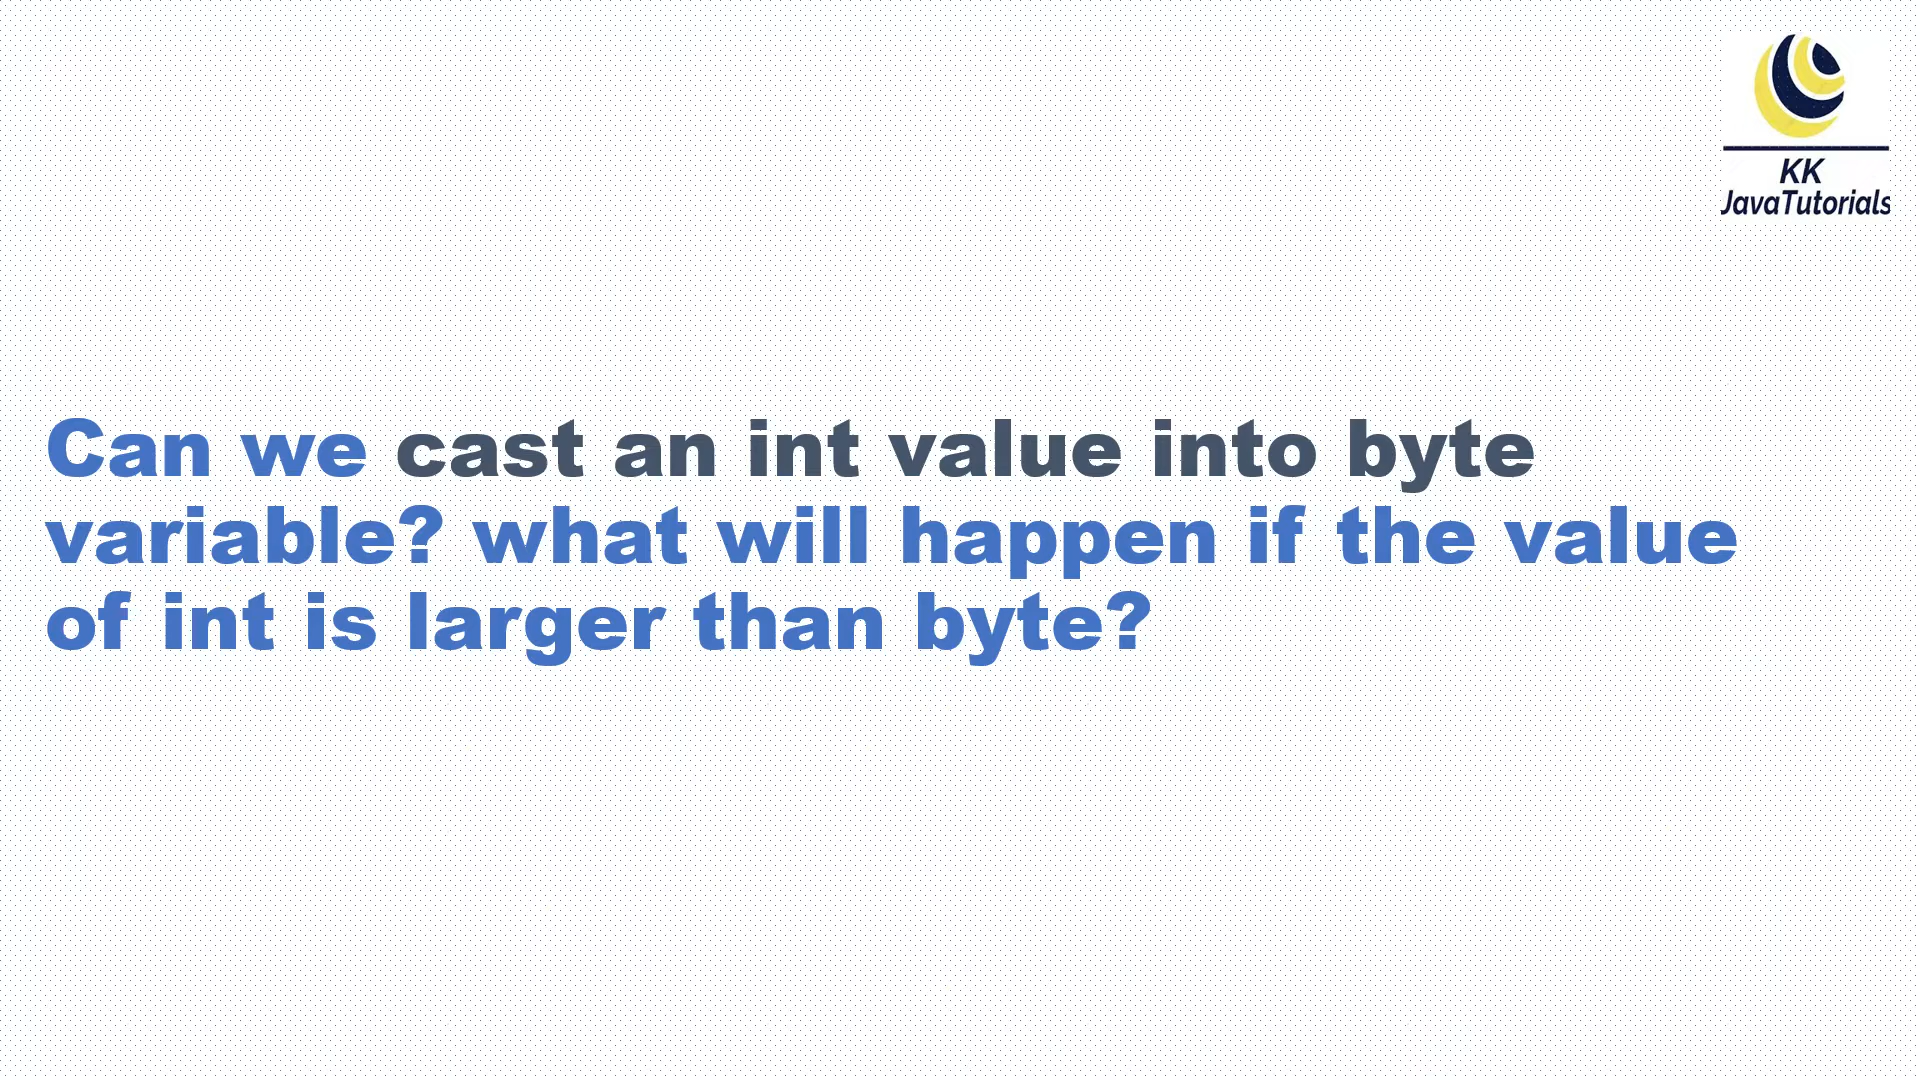 KK
JavaTutorials
Can we cast an int value into byte
variable? what will happen if the value
of int is larger than byte?